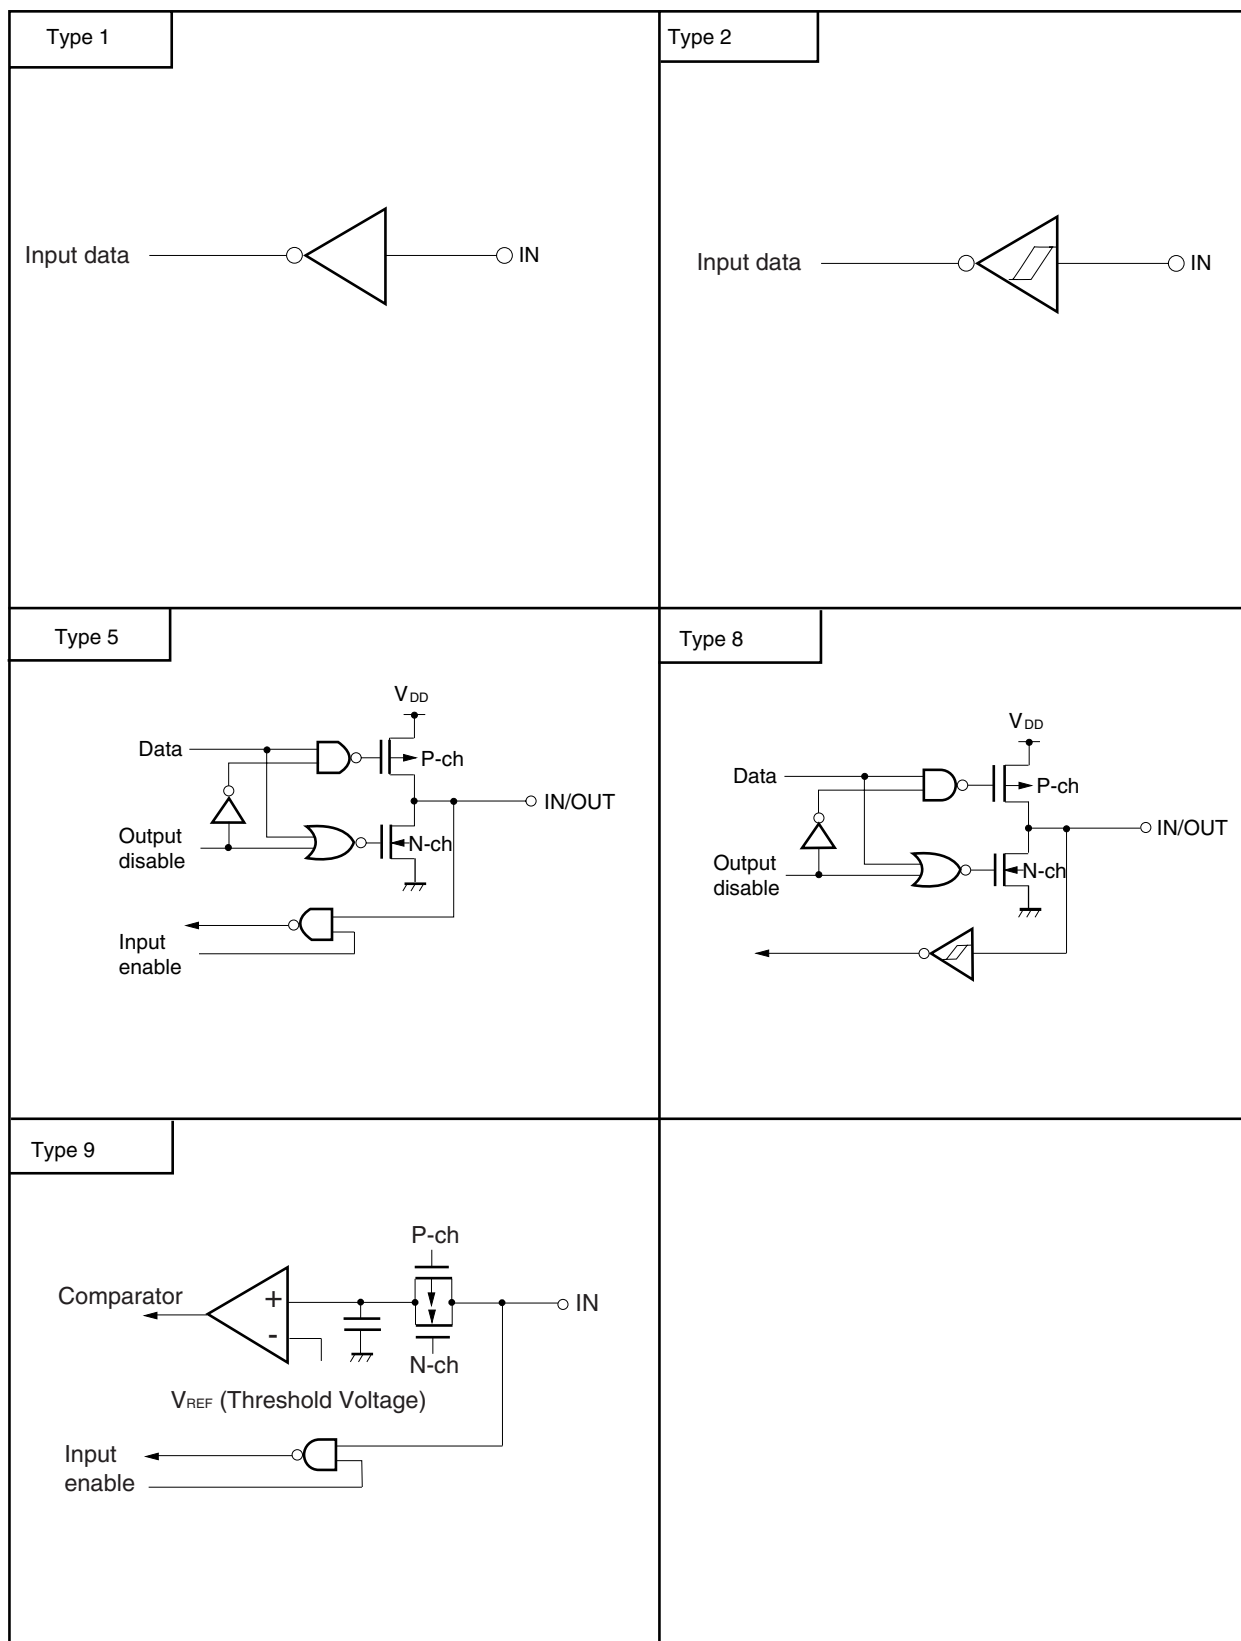 Type 1
Type 2
Input data
IN
Input data
IN
Type 5
Type 8
VDD
Data
P-ch
IN/OUT
Output
disable
N-ch
Input
enable
VDD
Data
P-ch
IN/OUT
Output
disable
N-ch
Type 9
P-ch
Comparator
+
-
IN
N-ch
VREF (Threshold Voltage)
Input
enable